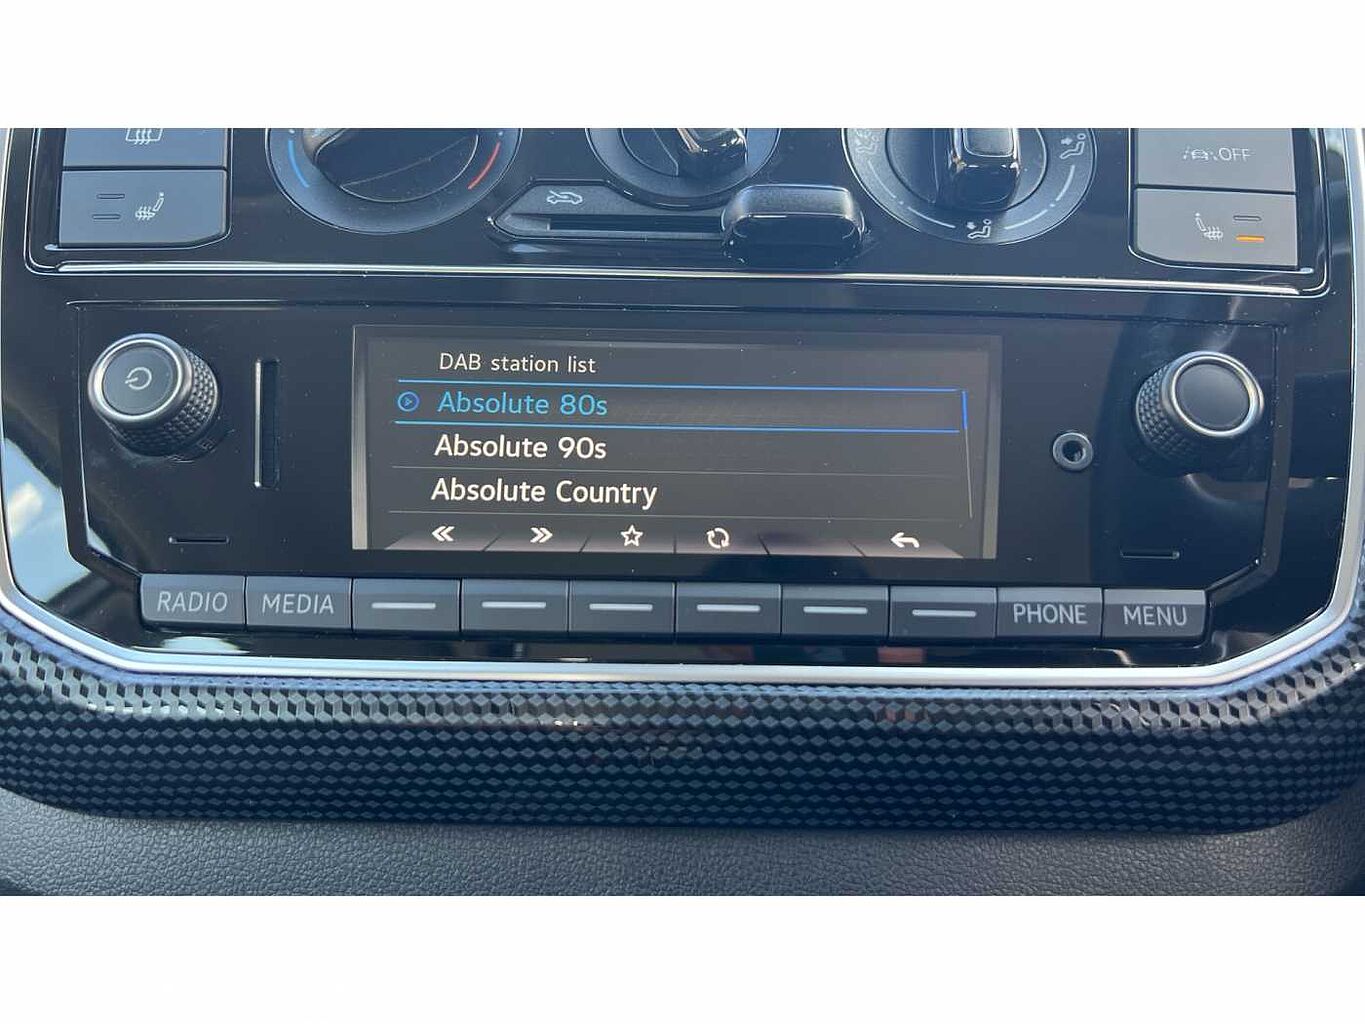 OFF
DAB station list
Absolute 80s
Absolute 90s
Absolute Country
RADIO
MEDIA
PHONE
MENU